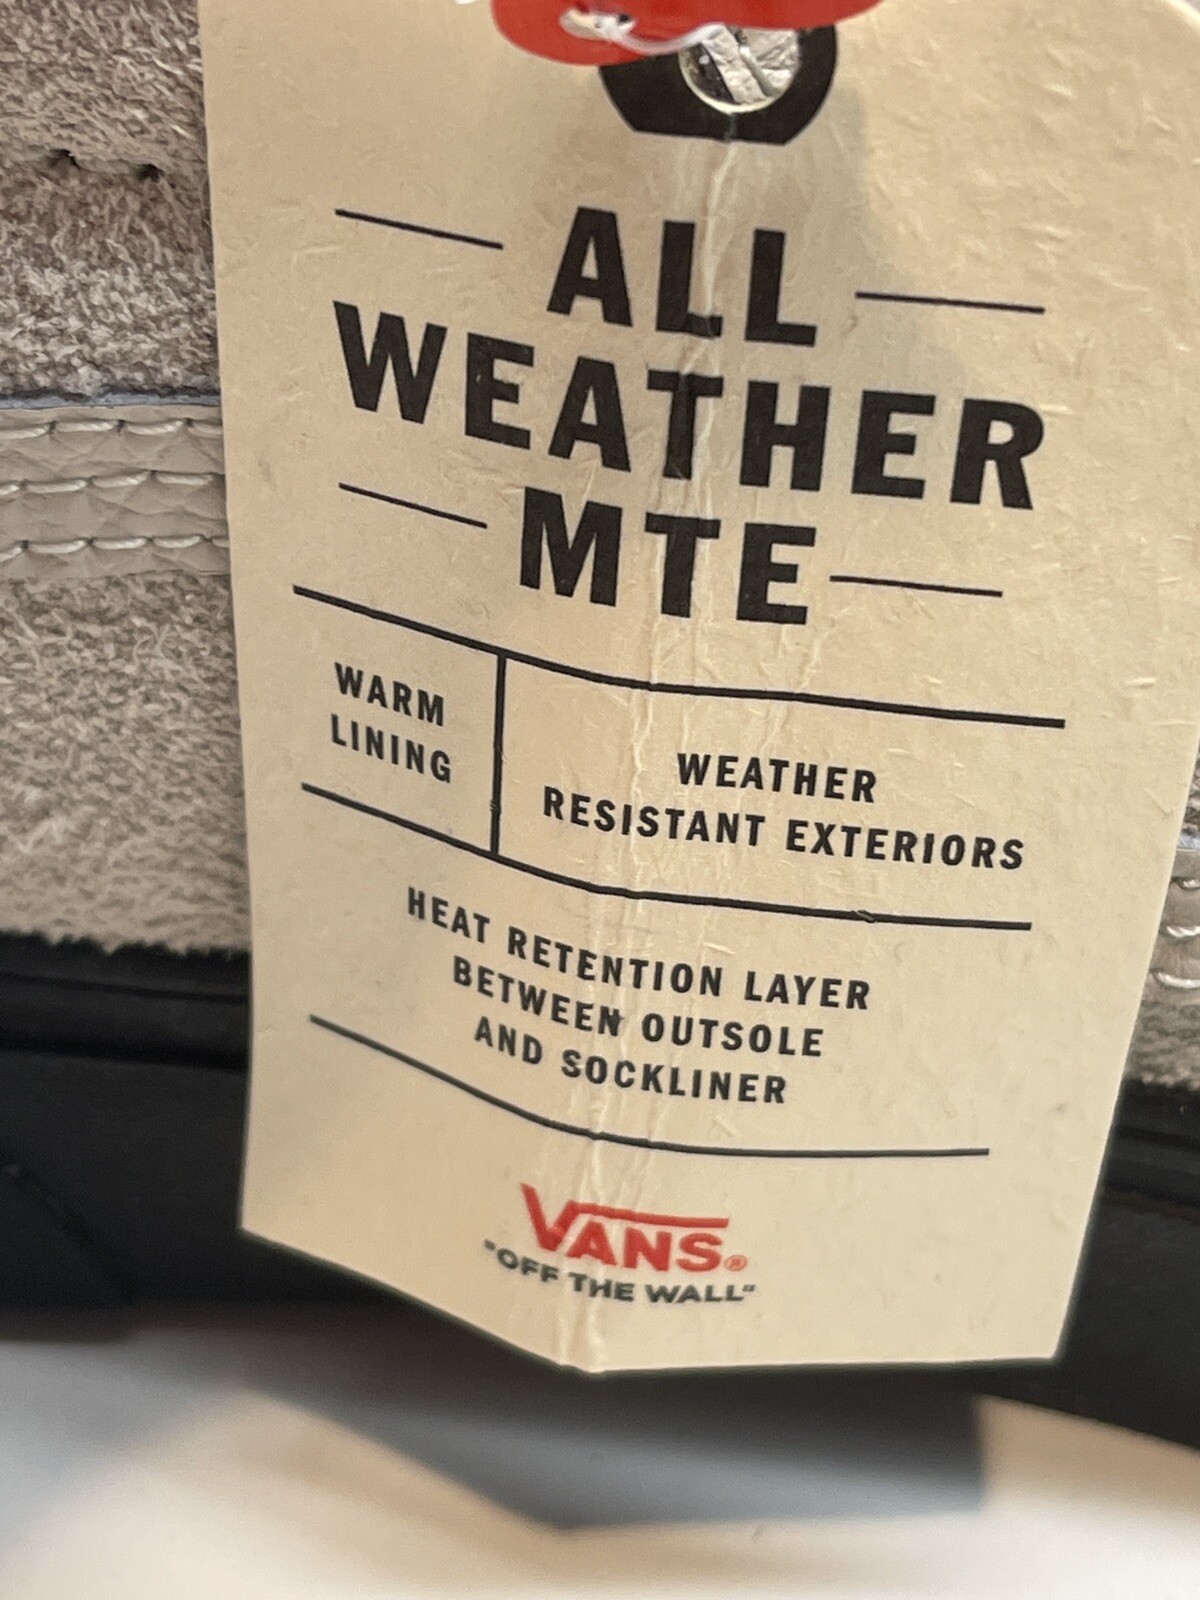 ALL
WEATHER
MTE
WARM
LINING
WEATHER
RESISTANT EXTERIORS
HEAT RETENTION LAYER
BETWEEN OUTSOLE
AND SOCKLINER
VANS®
"OFF THE WALL"